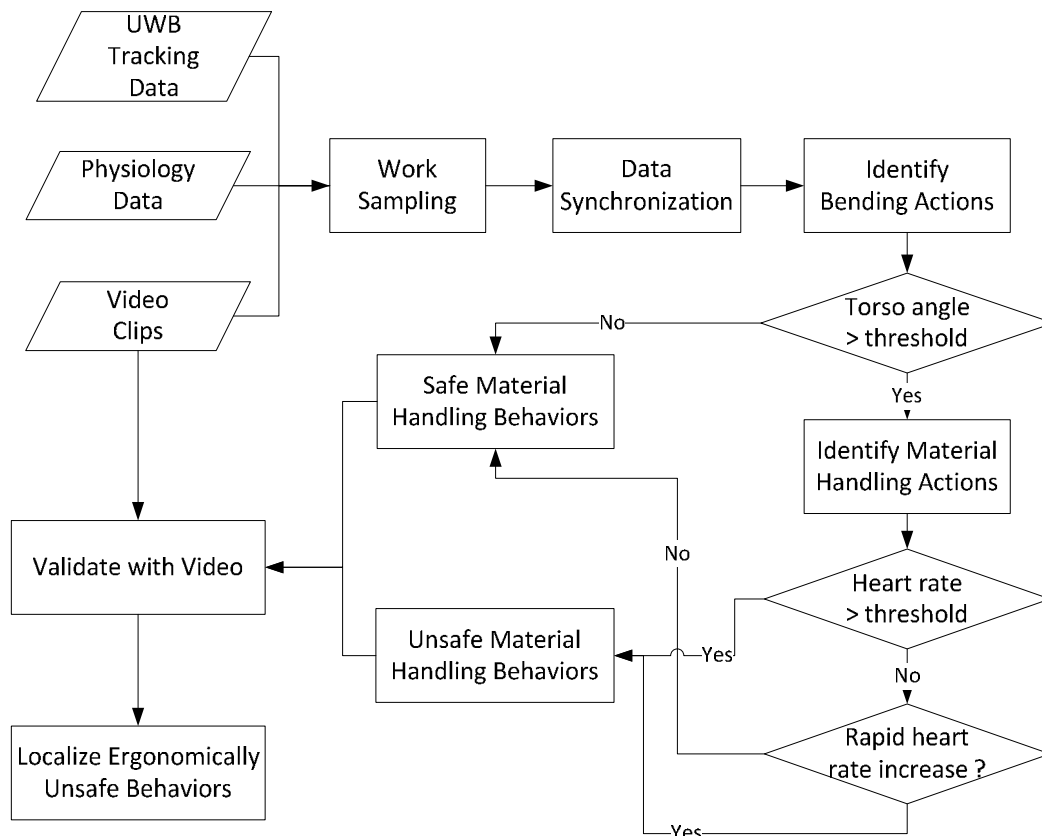 UWB
Tracking
Data
Physiology
Data
Video
Clips
Work
Sampling
Data
Synchronization
Identify
Bending Actions
Torso angle
> threshold
No
Yes
Safe Material
Handling Behaviors
Identify Material
Handling Actions
No
Heart rate
> threshold
Validate with Video
Unsafe Material
Handling Behaviors
Yes
No
Localize Ergonomically
Unsafe Behaviors
Rapid heart
rate increase ?
Yes